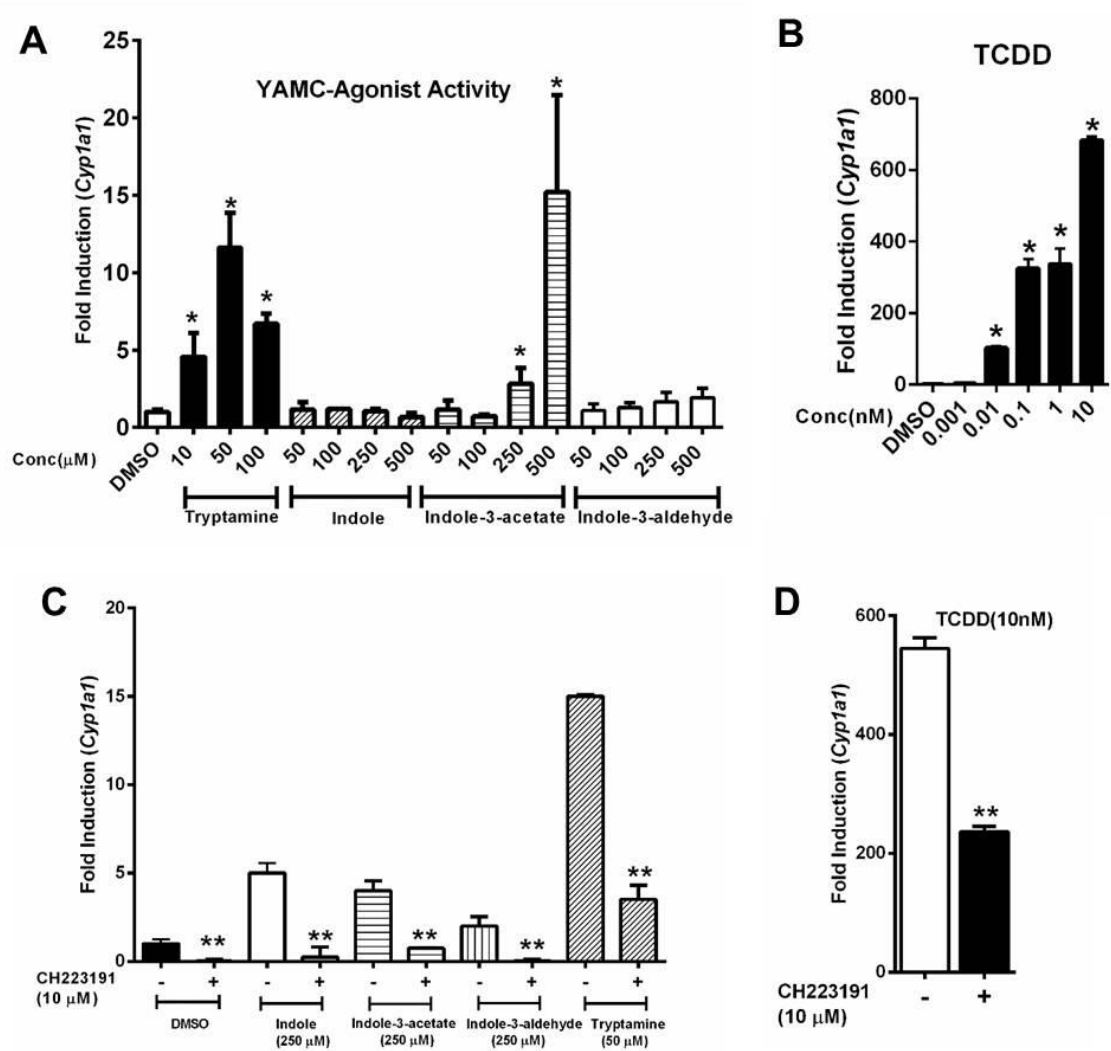 A
YAMC-Agonist Activity
Fold Induction (Cyp1a1)
25
20
15
10
5
0
* * * * *
Conc(μM)
DMSO 10 50 100 50 100 250 500 50 100 250 500 50 100 250 500
Tryptamine Indole Indole-3-acetate Indole-3-aldehyde
B
TCDD
Fold Induction (Cyp1a1)
800
600
400
200
0
* * * *
Conc(nM)
DMSO 0.001 0.01 0.1 1 10
C
Fold Induction (Cyp1a1)
20
15
10
5
0
** ** ** ** **
CH223191 - + - + - + - + - +
(10 μM)
DMSO Indole Indole-3-acetate Indole-3-aldehyde Tryptamine
(250 μM) (250 μM) (250 μM) (50 μM)
D
TCDD(10nM)
Fold Induction (Cyp1a1)
600
400
200
0
**
CH223191 - +
(10 μM)